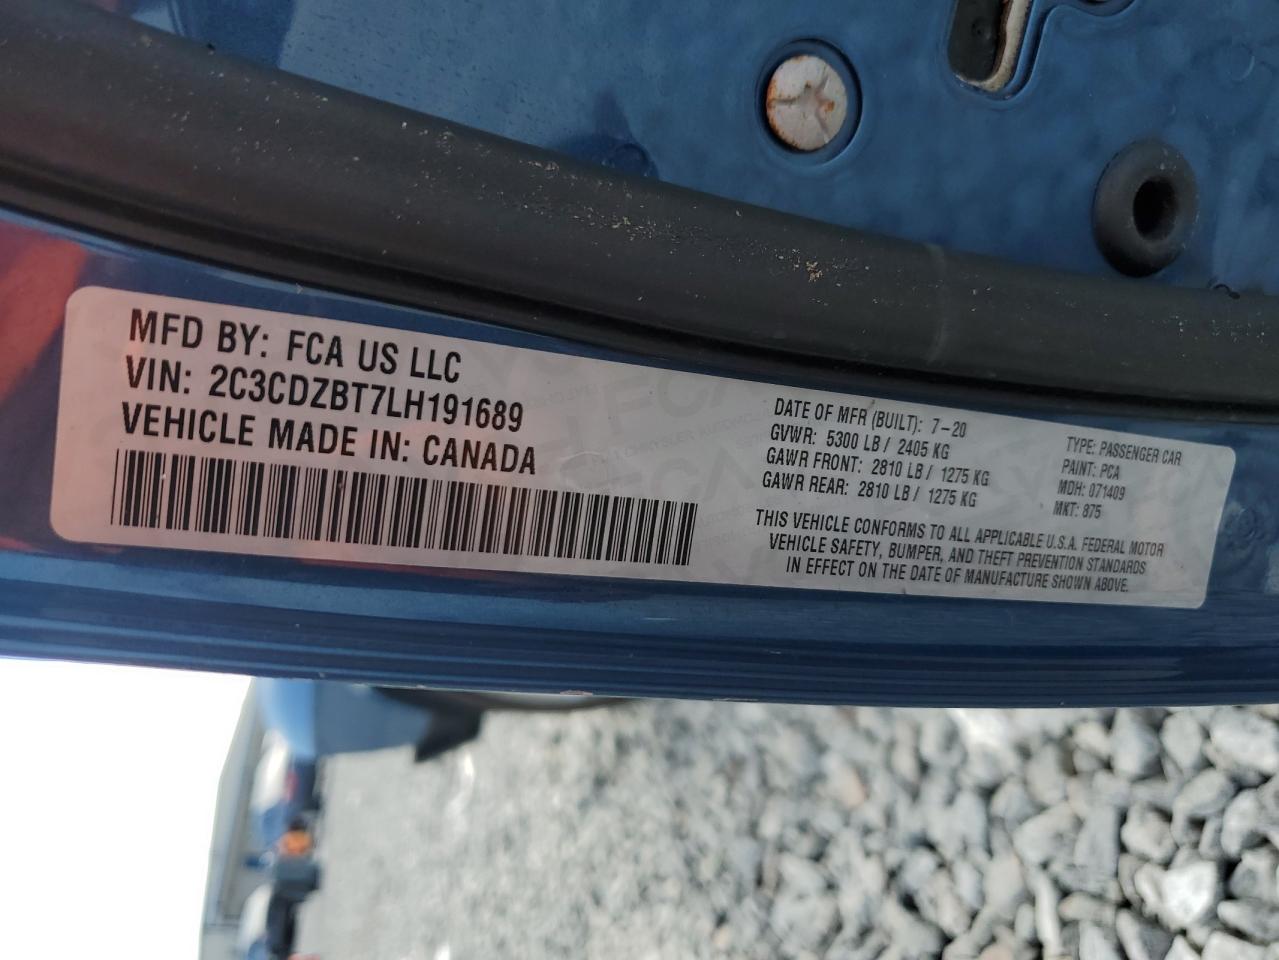 MFD BY: FCA US LLC
VIN: 2C3CDZBT7LH191689
VEHICLE MADE IN: CANADA
DATE OF MFR (BUILT): 7-20
GVWR: 5300 LB / 2405 KG
GAWR FRONT: 2810 LB / 1275 KG
GAWR REAR: 2810 LB / 1275 KG
TYPE: PASSENGER CAR
PAINT: PCA
MDH: 071409
MKT: 875
THIS VEHICLE CONFORMS TO ALL APPLICABLE U.S.A. FEDERAL MOTOR
VEHICLE SAFETY, BUMPER, AND THEFT PREVENTION STANDARDS
IN EFFECT ON THE DATE OF MANUFACTURE SHOWN ABOVE.